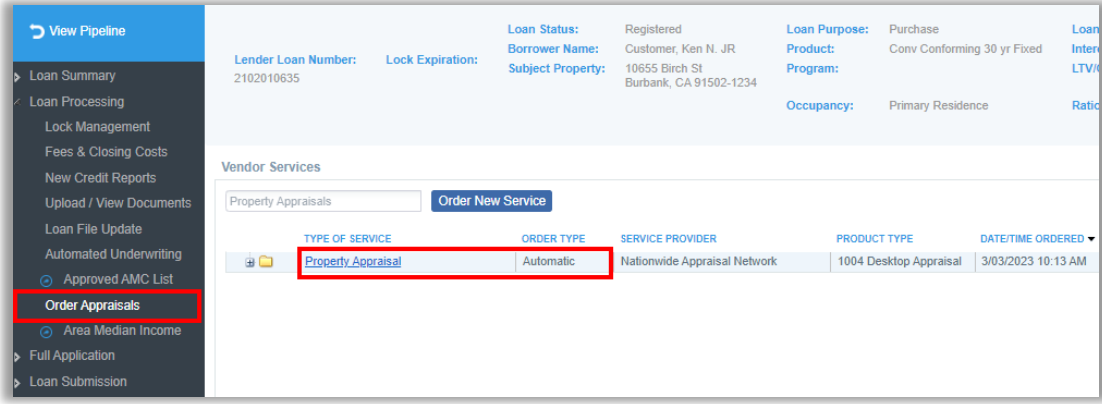 View Pipeline
Loan Summary
Loan Processing
Lock Management
Fees & Closing Costs
New Credit Reports
Upload / View Documents
Loan File Update
Automated Underwriting
Approved AMC List
Order Appraisals
Area Median Income
Full Application
Loan Submission
Lender Loan Number:
2102010635
Lock Expiration:
Loan Status: Registered
Borrower Name: Customer, Ken N. JR
Subject Property: 10655 Birch St
Burbank, CA 91502-1234
Loan Purpose: Purchase
Product: Conv Conforming 30 yr Fixed
Program:
Occupancy: Primary Residence
Loan
LTV/
Vendor Services
Property Appraisals Order New Service
TYPE OF SERVICE ORDER TYPE SERVICE PROVIDER PRODUCT TYPE DATE/TIME ORDERED
Property Appraisal Automatic Nationwide Appraisal Network 1004 Desktop Appraisal 3/03/2023 10:13 AM